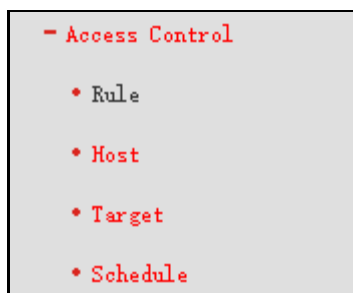 - Access Control
• Rule
• Host
• Target
• Schedule